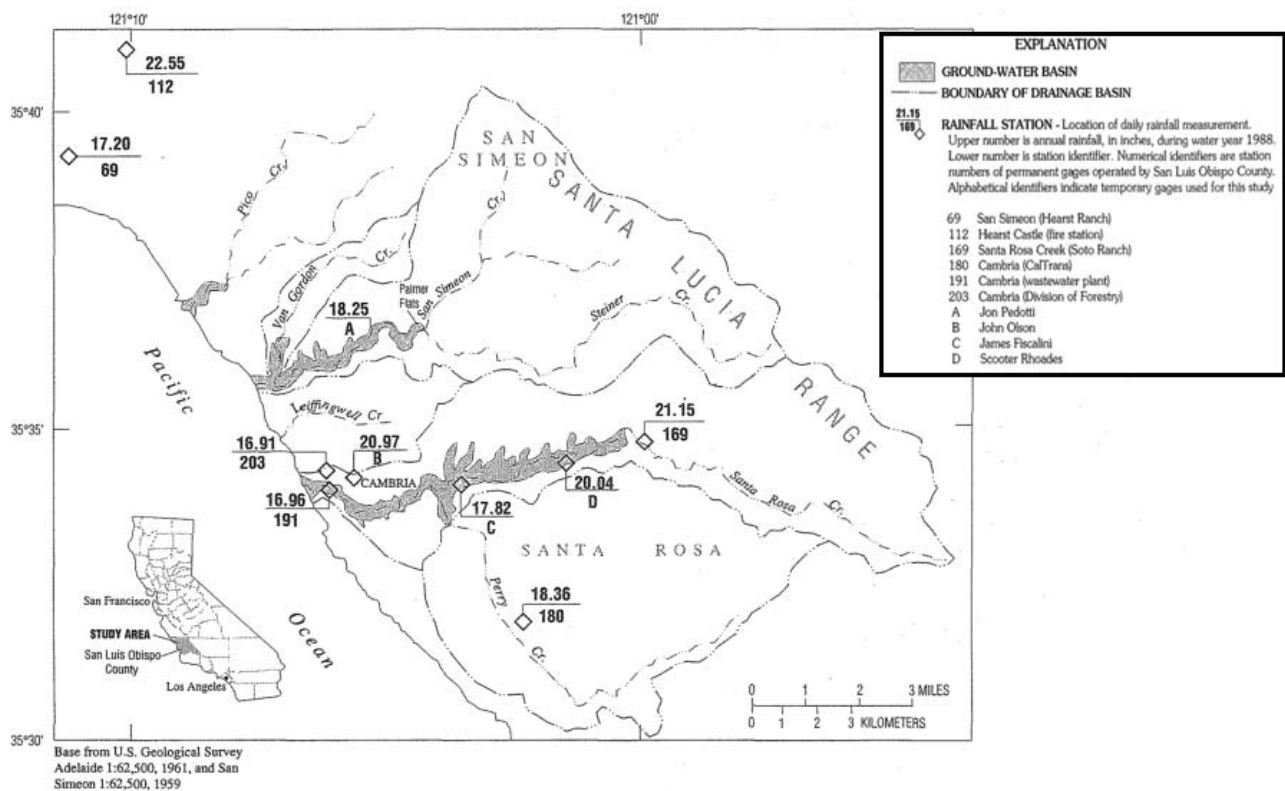 121°10'
121°00'
22.55
112
35°40'
17.20
69
Pico Cr.
SAN
SIMEON
SANTA
LUCIA
RANGE
Cr.
Van Gordon Cr.
Palmer
Flats
San Simeon
Steiner Cr.
18.25
A
Pacific
Ocean
Leiffingwell Cr.
35°35'
16.91
203
20.97
B
CAMBRIA
16.96
191
21.15
169
20.04
D
17.82
C
Santa Rosa Cr.
SANTA ROSA
Perry Cr.
18.36
180
San Francisco
STUDY AREA
San Luis Obispo
County
Los Angeles
0 1 2 3 MILES
0 1 2 3 KILOMETERS
35°30'
Base from U.S. Geological Survey
Adelaide 1:62,500, 1961, and San
Simeon 1:62,500, 1959
EXPLANATION
GROUND-WATER BASIN
BOUNDARY OF DRAINAGE BASIN
21.15
169
RAINFALL STATION - Location of daily rainfall measurement.
Upper number is annual rainfall, in inches, during water year 1988.
Lower number is station identifier. Numerical identifiers are station
numbers of permanent gages operated by San Luis Obispo County.
Alphabetical identifiers indicate temporary gages used for this study
69 San Simeon (Hearst Ranch)
112 Hearst Castle (fire station)
169 Santa Rosa Creek (Soto Ranch)
180 Cambria (CalTrans)
191 Cambria (wastewater plant)
203 Cambria (Division of Forestry)
A Jon Pedotti
B John Olson
C James Fiscalini
D Scooter Rhoades